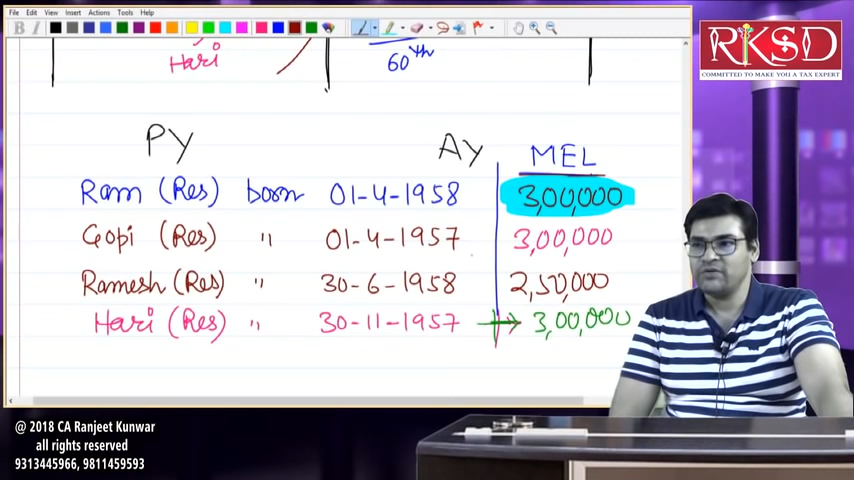 File Edit View Insert Actions Tools Help
B I
RKSD
COMMITTED TO MAKE YOU A TAX EXPERT
Hari
60th
PY AY MEL
Ram (Res) born 01-4-1958 3,00,000
Gopi (Res) " 01-4-1957 3,00,000
Ramesh (Res) " 30-6-1958 2,50,000
Hari (Res) " 30-11-1957 3,00,000
@ 2018 CA Ranjeet Kunwar
all rights reserved
9313445966, 9811459593